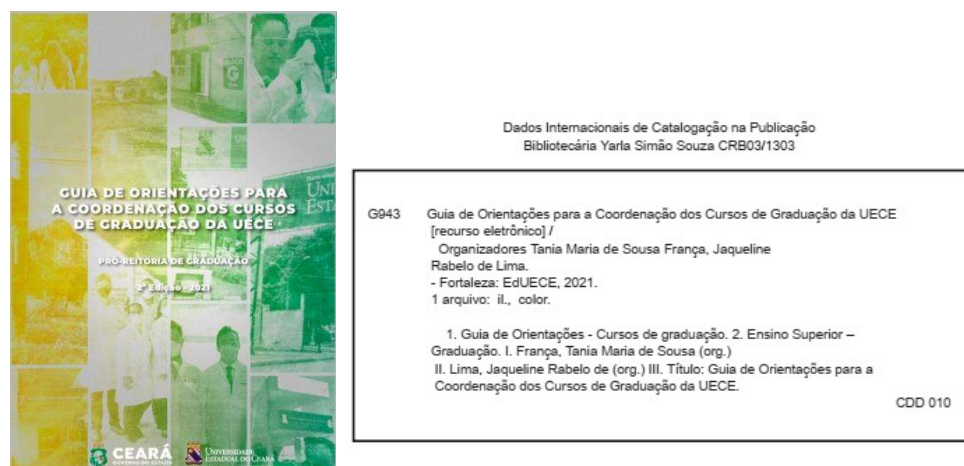 GUIA DE ORIENTAÇÕES PARA
A COORDENAÇÃO DOS CURSOS
DE GRADUAÇÃO DA UECE
PRÓ-REITORIA DE GRADUAÇÃO
2ª Edição - 2021
CEARÁ
GOVERNO DO ESTADO
UNIVERSIDADE
ESTADUAL DO CEARÁ
Dados Internacionais de Catalogação na Publicação
Bibliotecária Yarla Simão Souza CRB03/1303
G943 Guia de Orientações para a Coordenação dos Cursos de Graduação da UECE
[recurso eletrônico] /
Organizadores Tania Maria de Sousa França, Jaqueline
Rabelo de Lima.
- Fortaleza: EdUECE, 2021.
1 arquivo: il., color.
1. Guia de Orientações - Cursos de graduação. 2. Ensino Superior –
Graduação. I. França, Tania Maria de Sousa (org.)
II. Lima, Jaqueline Rabelo de (org.) III. Título: Guia de Orientações para a
Coordenação dos Cursos de Graduação da UECE.
CDD 010